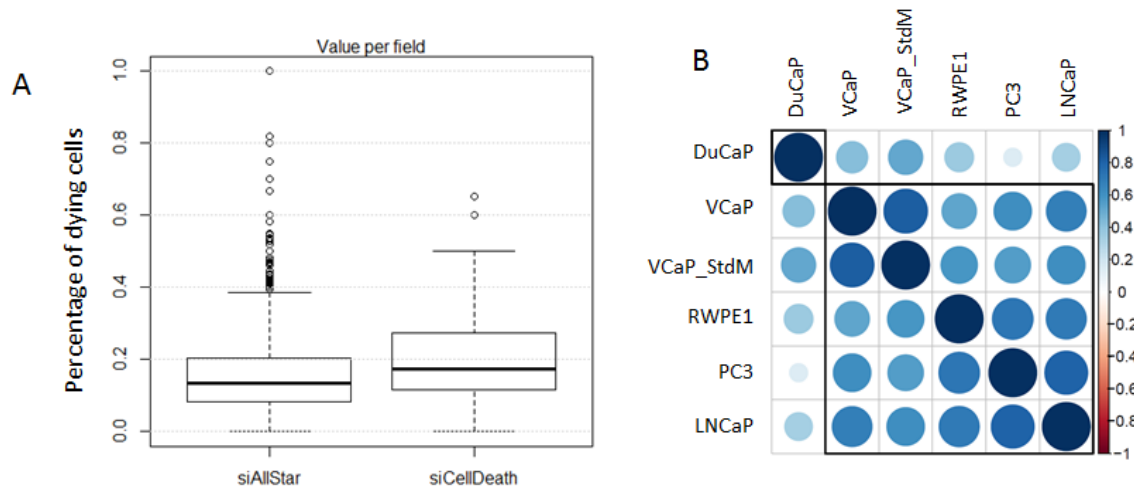 A
Value per field
Percentage of dying cells
1.0
0.8
0.6
0.4
0.2
0.0
siAllStar siCellDeath
B
DuCaP VCaP VCaP_StdM RWPE1 PC3 LNCaP
DuCaP
VCaP
VCaP_StdM
RWPE1
PC3
LNCaP
1
0.8
0.6
0.4
0.2
0
-0.2
-0.4
-0.6
-0.8
-1